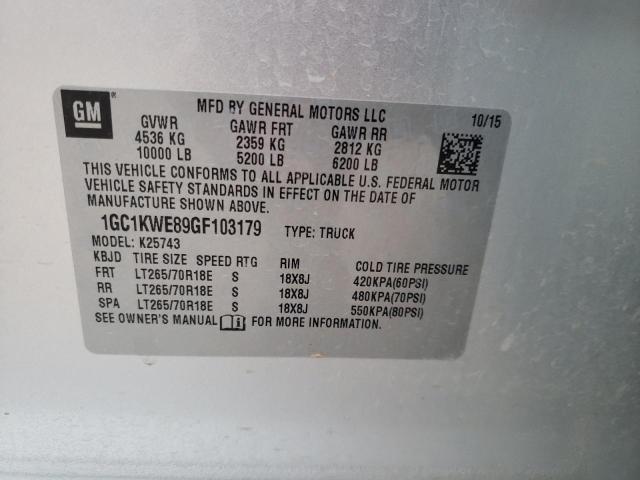 GM®
MFD BY GENERAL MOTORS LLC 10/15
GVWR GAWR FRT GAWR RR
4536 KG 2359 KG 2812 KG
10000 LB 5200 LB 6200 LB
THIS VEHICLE CONFORMS TO ALL APPLICABLE U.S. FEDERAL MOTOR
VEHICLE SAFETY STANDARDS IN EFFECT ON THE DATE OF
MANUFACTURE SHOWN ABOVE.
1GC1KWE89GF103179 TYPE: TRUCK
MODEL: K25743
KBJD TIRE SIZE SPEED RTG RIM COLD TIRE PRESSURE
FRT LT265/70R18E S 18X8J 420KPA(60PSI)
RR LT265/70R18E S 18X8J 480KPA(70PSI)
SPA LT265/70R18E S 18X8J 550KPA(80PSI)
SEE OWNER'S MANUAL FOR MORE INFORMATION.